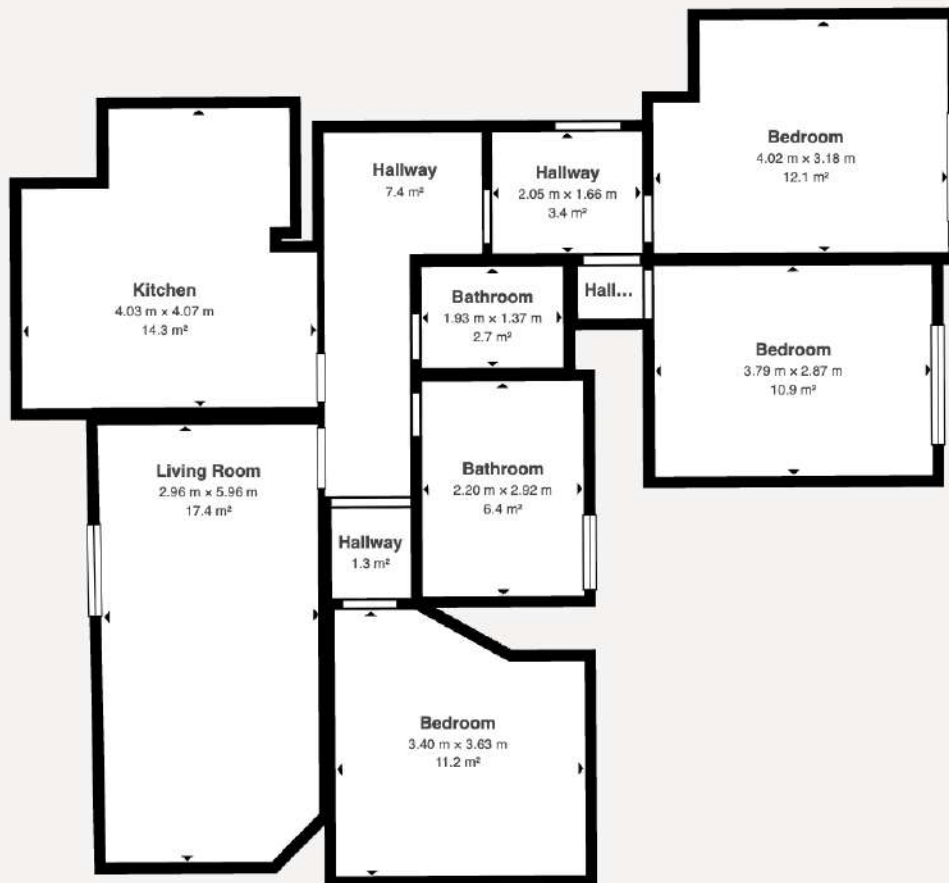 Bedroom
4.02 m × 3.18 m
12.1 m²
Hallway
7.4 m²
Hallway
2.05 m × 1.66 m
3.4 m²
Kitchen
4.03 m × 4.07 m
14.3 m²
Bathroom
1.93 m × 1.37 m
2.7 m²
Hall...
Bedroom
3.79 m × 2.87 m
10.9 m²
Living Room
2.96 m × 5.96 m
17.4 m²
Bathroom
2.20 m × 2.92 m
6.4 m²
Hallway
1.3 m²
Bedroom
3.40 m × 3.63 m
11.2 m²